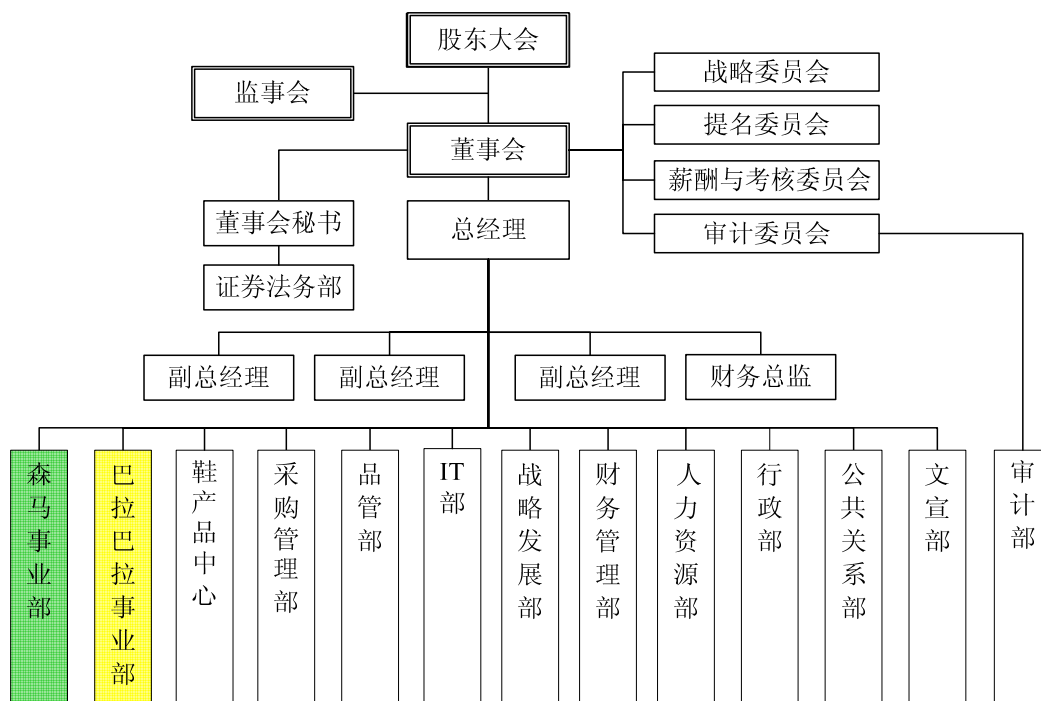 股东大会
监事会
战略委员会
提名委员会
董事会
薪酬与考核委员会
董事会秘书
总经理
审计委员会
证券法务部
副总经理
副总经理
副总经理
财务总监
森马事业部
巴拉巴拉事业部
鞋产品中心
采购管理部
品管部
IT部
战略发展部
财务管理部
人力资源部
行政部
公共关系部
文宣部
审计部